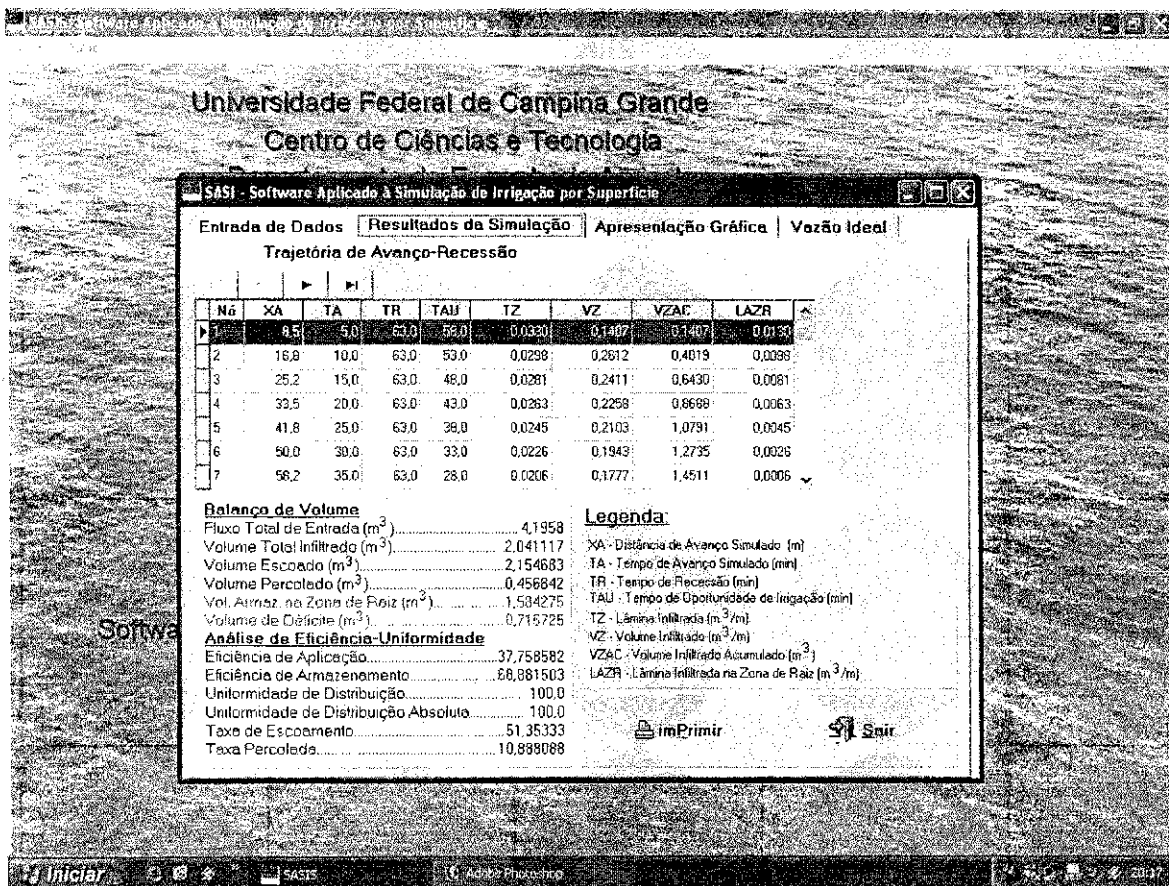 SASIS - Software Aplicado à Simulação de Irrigação por Superfície
Universidade Federal de Campina Grande
Centro de Ciências e Tecnologia
SASI - Software Aplicado à Simulação de Irrigação por Superfície
Entrada de Dados Resultados da Simulação Apresentação Gráfica Vazão Ideal
Trajetória de Avanço-Recessão
Nó XA TA TR TAU TZ VZ VZAC LAZR
1 8,5 5,0 63,0 58,0 0,0330 0,1407 0,1407 0,0130
2 16,8 10,0 63,0 53,0 0,0298 0,2612 0,4019 0,0098
3 25,2 15,0 63,0 48,0 0,0281 0,2411 0,6430 0,0081
4 33,5 20,0 63,0 43,0 0,0263 0,2258 0,8688 0,0063
5 41,8 25,0 63,0 38,0 0,0245 0,2103 1,0791 0,0045
6 50,0 30,0 63,0 33,0 0,0226 0,1943 1,2735 0,0026
7 58,2 35,0 63,0 28,0 0,0206 0,1777 1,4511 0,0006
Balanço de Volume
Fluxo Total de Entrada (m³) 4,1958
Volume Total Infiltrado (m³) 2,041117
Volume Escoado (m³) 2,154683
Volume Percolado (m³) 0,456842
Vol. Armaz. na Zona de Raiz (m³) 1,584275
Volume de Déficite (m³) 0,715725
Análise de Eficiência-Uniformidade
Eficiência de Aplicação 37,758582
Eficiência de Armazenamento 68,881503
Uniformidade de Distribuição 100,0
Uniformidade de Distribuição Absoluta 100,0
Taxa de Escoamento 51,35333
Taxa Percolada 10,888088
Legenda:
XA - Distância de Avanço Simulado (m)
TA - Tempo de Avanço Simulado (min)
TR - Tempo de Recessão (min)
TAU - Tempo de Oportunidade de Irrigação (min)
TZ - Lâmina Infiltrada (m³/m)
VZ - Volume Infiltrado (m³/m)
VZAC - Volume Infiltrado Acumulado (m³)
LAZR - Lâmina Infiltrada na Zona de Raiz (m³/m)
imPrimir Sair
Softwa
Iniciar SASIS Adobe Photoshop 20:17